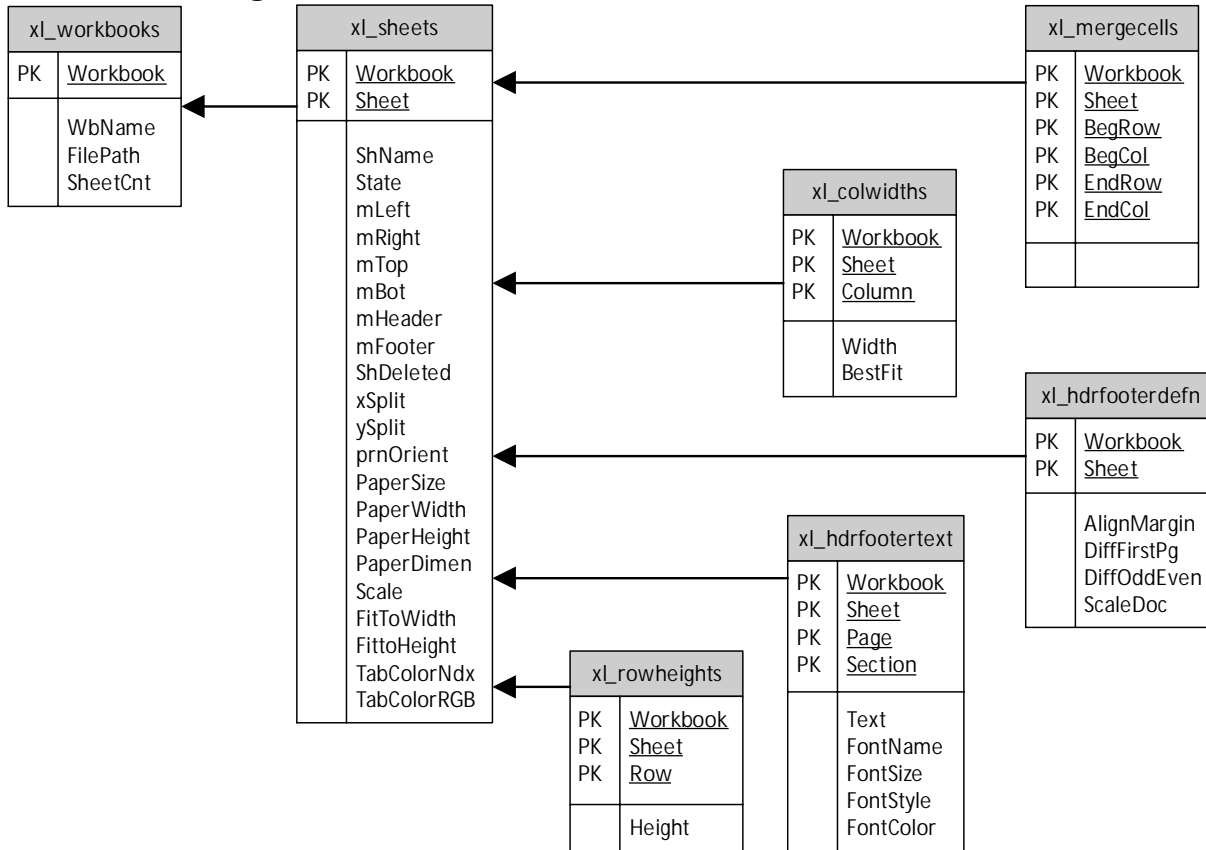 xl_workbooks
PK Workbook
WbName
FilePath
SheetCnt
xl_sheets
PK Workbook
PK Sheet
ShName
State
mLeft
mRight
mTop
mBot
mHeader
mFooter
ShDeleted
xSplit
ySplit
prnOrient
PaperSize
PaperWidth
PaperHeight
PaperDimen
Scale
FitToWidth
FittoHeight
TabColorNdx
TabColorRGB
xl_mergecells
PK Workbook
PK Sheet
PK BegRow
PK BegCol
PK EndRow
PK EndCol
xl_colwidths
PK Workbook
PK Sheet
PK Column
Width
BestFit
xl_hdrfooterdefn
PK Workbook
PK Sheet
AlignMargin
DiffFirstPg
DiffOddEven
ScaleDoc
xl_hdrfootertext
PK Workbook
PK Sheet
PK Page
PK Section
Text
FontName
FontSize
FontStyle
FontColor
xl_rowheights
PK Workbook
PK Sheet
PK Row
Height